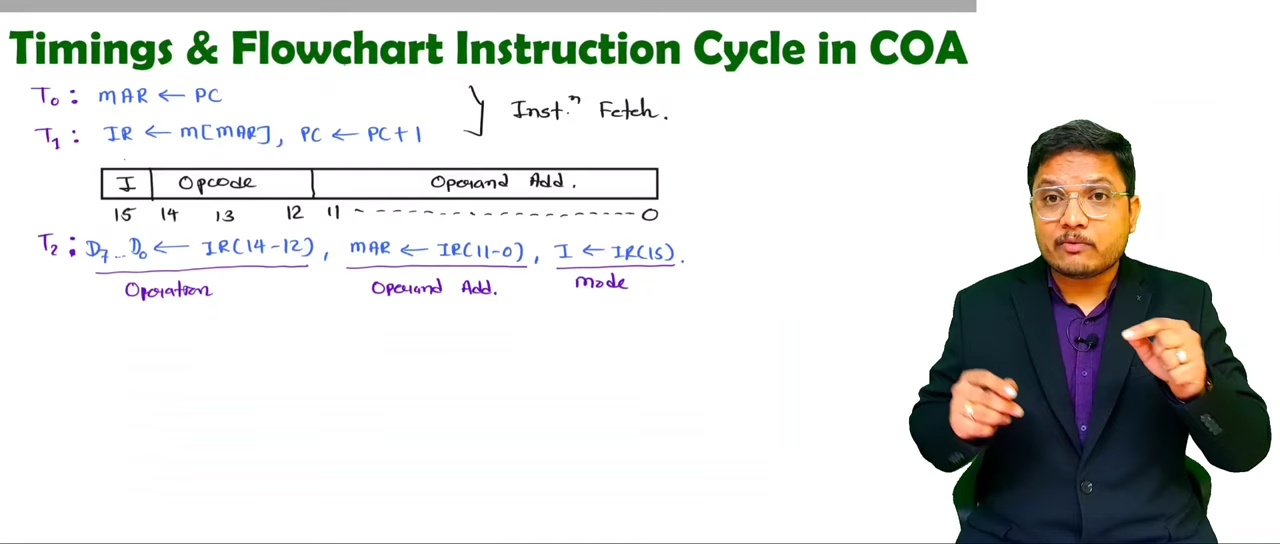 Timings & Flowchart Instruction Cycle in COA
T0 : MAR ← PC
T1 : IR ← M[MAR], PC ← PC+1
} Inst.n Fetch.
I Opcode Operand Add.
15 14 13 12 11 - - - - - - - - - - - - - - - - 0
T2 : D7 ... D0 ← IR(14-12), MAR ← IR(11-0), I ← IR(15).
Operation Operand Add. Mode